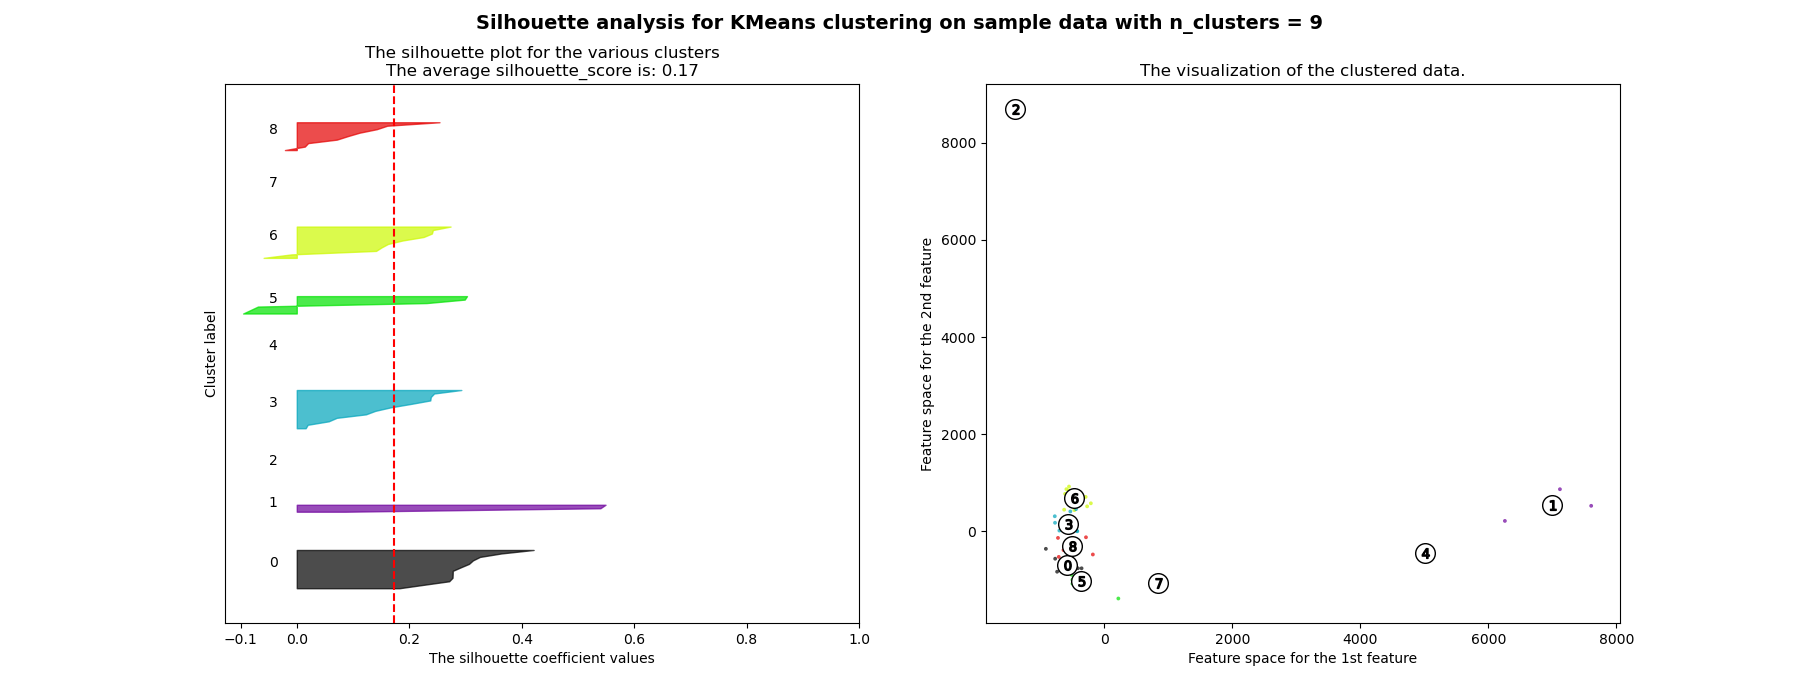 Silhouette analysis for KMeans clustering on sample data with n_clusters = 9
The silhouette plot for the various clusters
The average silhouette_score is: 0.17
8
7
6
5
4
3
2
1
0
Cluster label
−0.1 0.0 0.2 0.4 0.6 0.8 1.0
The silhouette coefficient values
The visualization of the clustered data.
8000
6000
4000
2000
0
Feature space for the 2nd feature
2
6
3
8
0
5
7
4
1
0 2000 4000 6000 8000
Feature space for the 1st feature